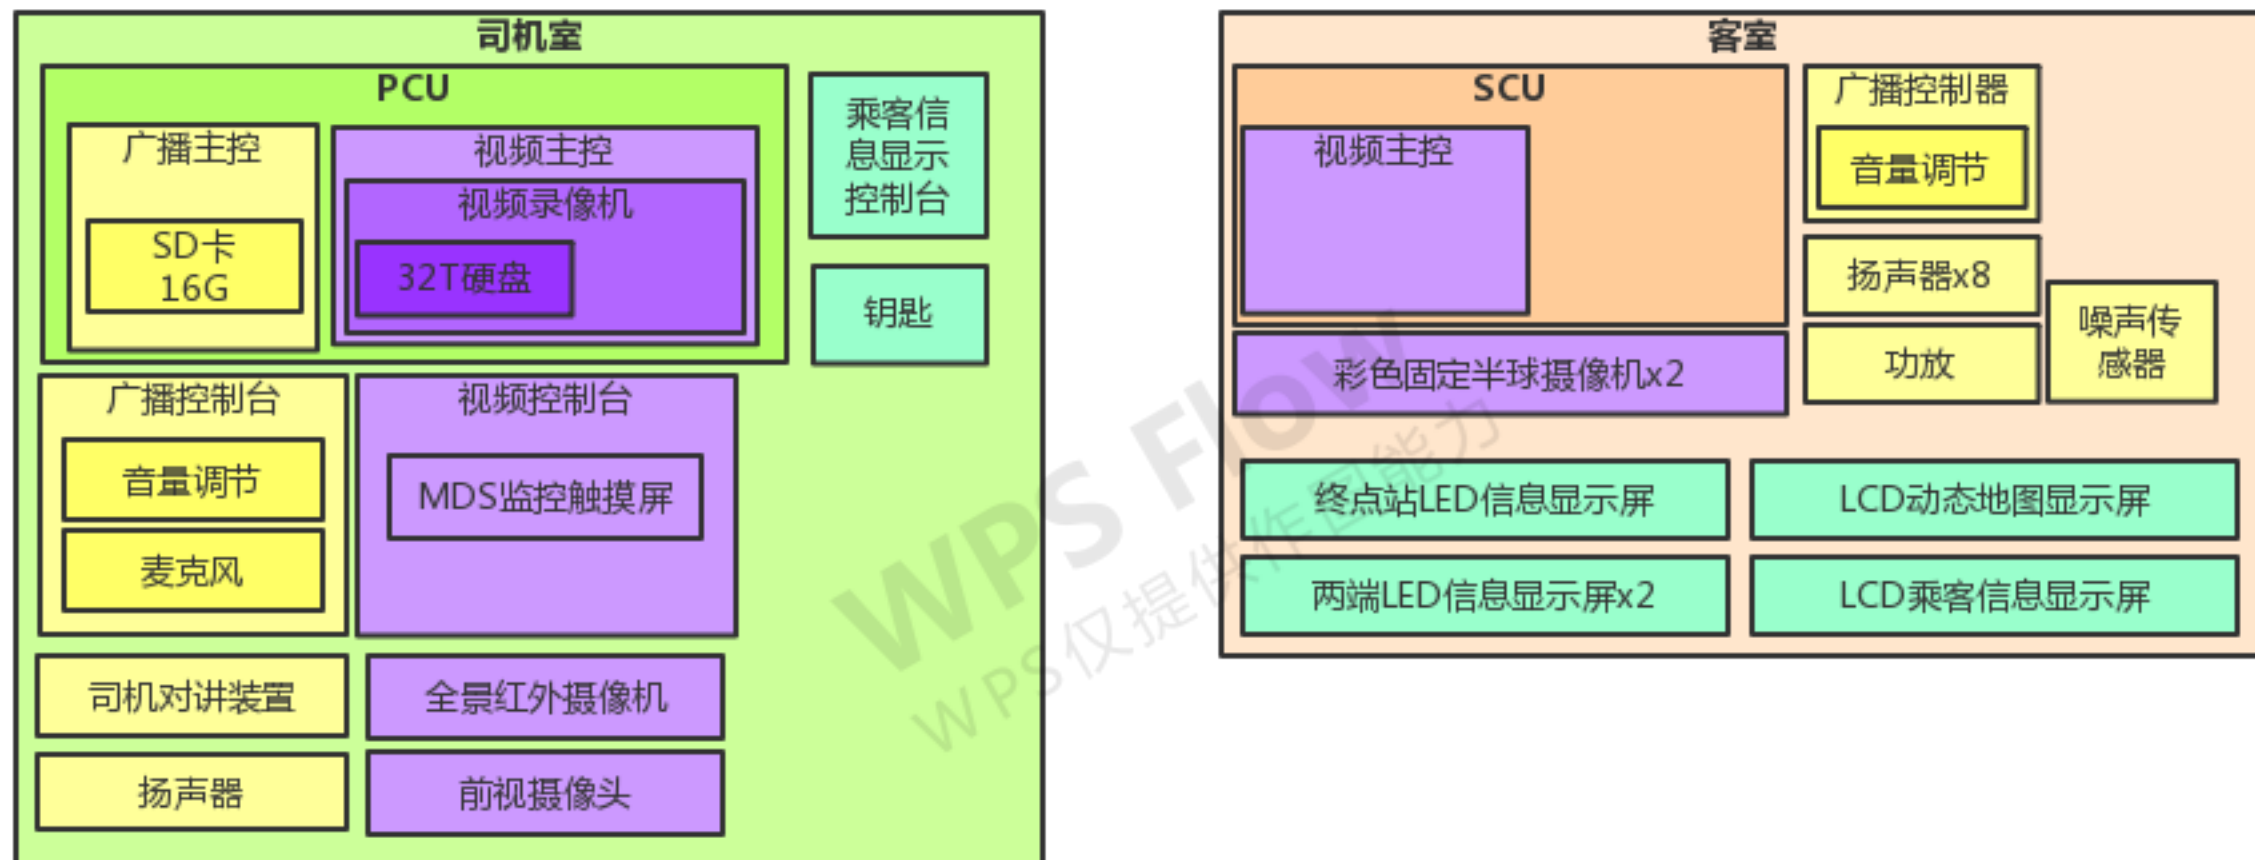 司机室
PCU
广播主控
SD卡
16G
视频主控
视频录像机
32T硬盘
乘客信
息显示
控制台
钥匙
广播控制台
音量调节
麦克风
视频控制台
MDS监控触摸屏
司机对讲装置
全景红外摄像机
扬声器
前视摄像头
客室
SCU
视频主控
彩色固定半球摄像机x2
广播控制器
音量调节
扬声器x8
功放
噪声传
感器
终点站LED信息显示屏
LCD动态地图显示屏
两端LED信息显示屏x2
LCD乘客信息显示屏
WPS Flow
WPS仅提供作图能力